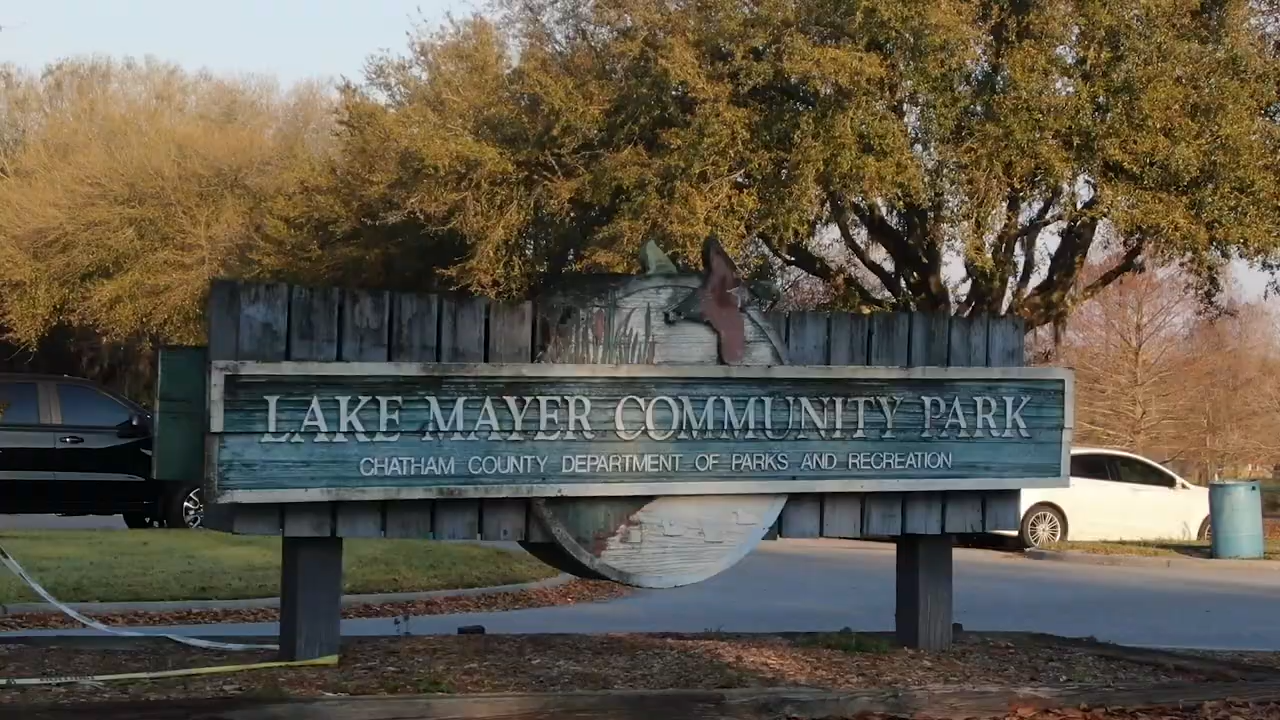 LAKE MAYER COMMUNITY PARK
CHATHAM COUNTY DEPARTMENT OF PARKS AND RECREATION